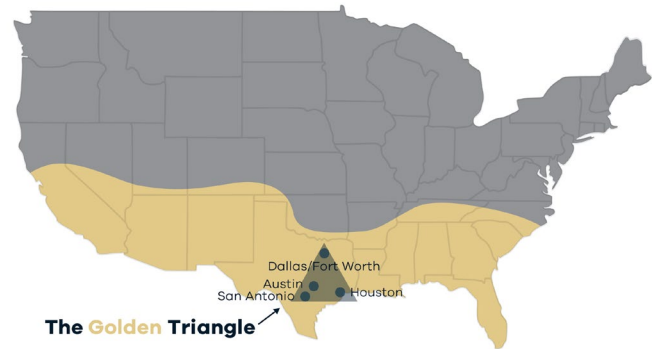 Dallas/Fort Worth
Austin
San Antonio
Houston
The Golden Triangle